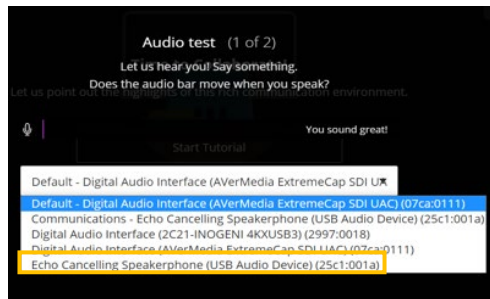 Audio test (1 of 2)
Let us hear you! Say something.
Does the audio bar move when you speak?
Let us point out the highlights of this rich communication environment.
You sound great!
Start Tutorial
Default - Digital Audio Interface (AVerMedia ExtremeCap SDI UA
Default - Digital Audio Interface (AVerMedia ExtremeCap SDI UAC) (07ca:0111)
Communications - Echo Cancelling Speakerphone (USB Audio Device) (25c1:001a)
Digital Audio Interface (2C21-INOGENI 4KXUSB3) (2997:0018)
Digital Audio Interface (AVerMedia ExtremeCap SDI UAC) (07ca:0111)
Echo Cancelling Speakerphone (USB Audio Device) (25c1:001a)